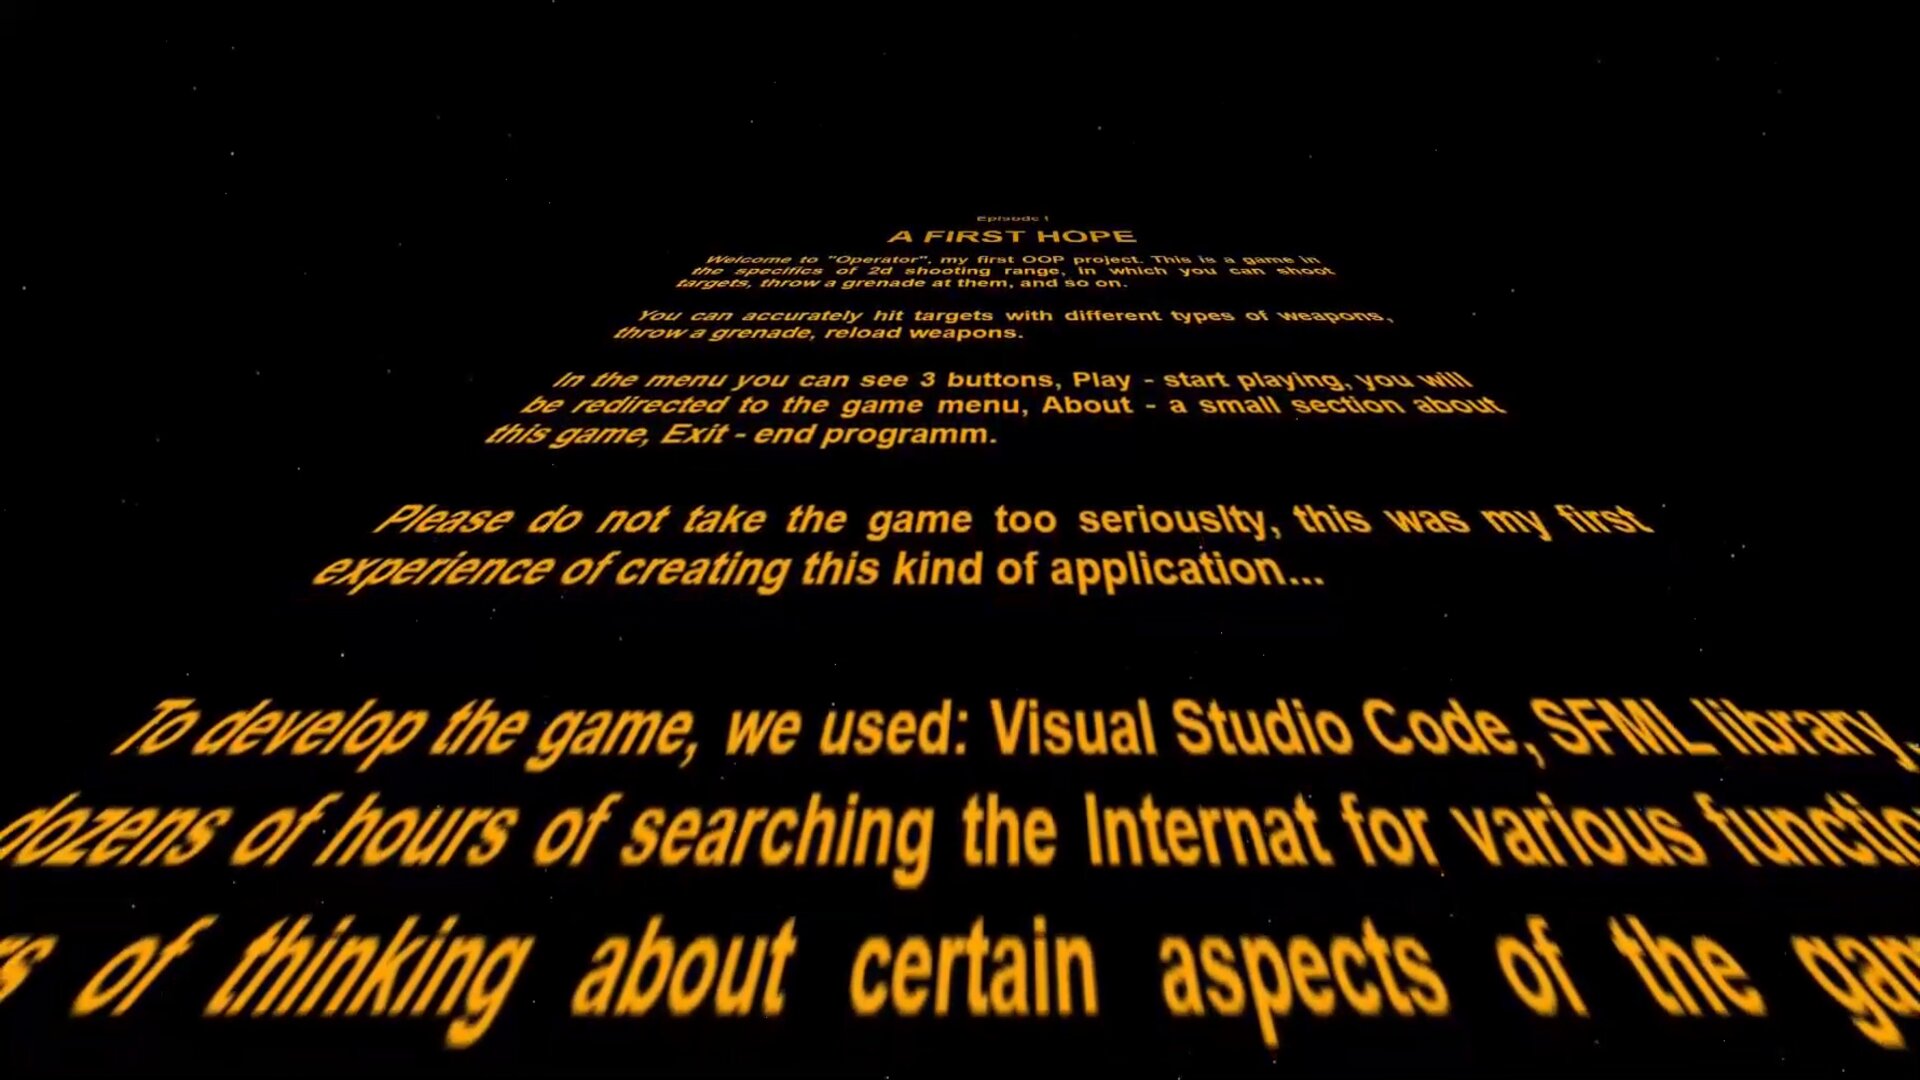 Episode I
A FIRST HOPE
Welcome to "Operator", my first OOP project. This is a game in
the specifics of 2d shooting range, in which you can shoot
targets, throw a grenade at them, and so on.
You can accurately hit targets with different types of weapons,
throw a grenade, reload weapons.
In the menu you can see 3 buttons, Play - start playing, you will
be redirected to the game menu, About - a small section about
this game, Exit - end programm.
Please do not take the game too seriouslty, this was my first
experience of creating this kind of application...
To develop the game, we used: Visual Studio Code, SFML library,
dozens of hours of searching the Internat for various functio
of thinking about certain aspects of the